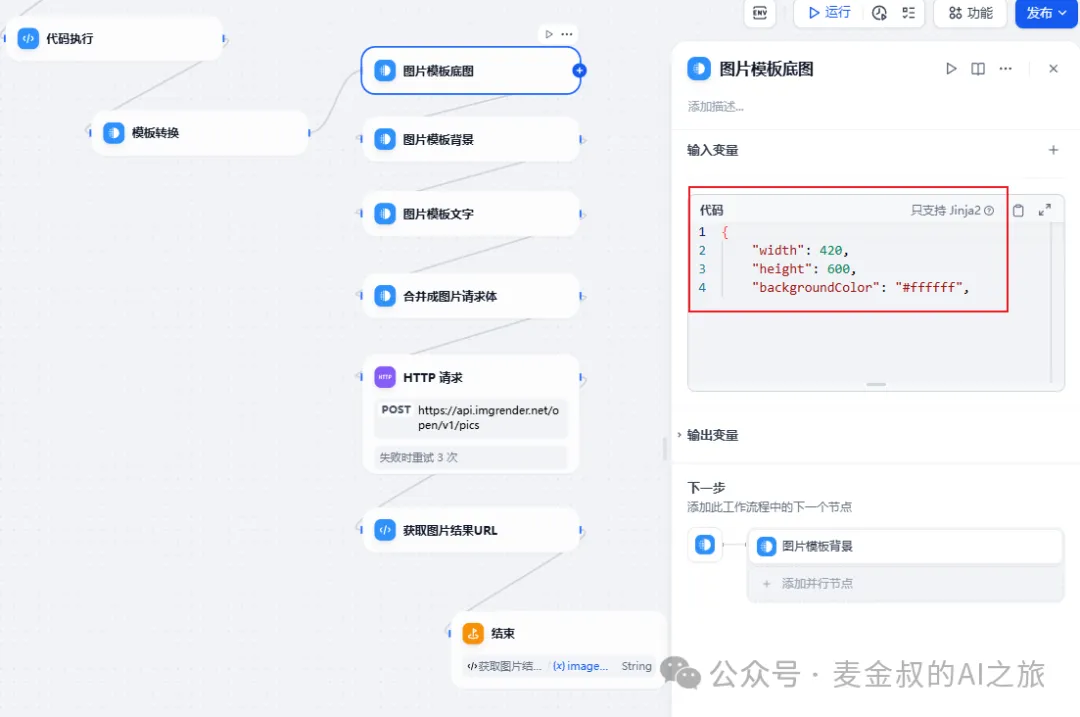 ENV
运行
功能
发布
代码执行
模板转换
图片模板底图
图片模板背景
图片模板文字
合并成图片请求体
HTTP
HTTP 请求
POST
https://api.imgrender.net/o
pen/v1/pics
失败时重试 3 次
获取图片结果URL
结束
获取图片结... / (x) image... String
图片模板底图
添加描述...
输入变量
代码
只支持 Jinja2
1 {
2 "width": 420,
3 "height": 600,
4 "backgroundColor": "#ffffff",
输出变量
下一步
添加此工作流程中的下一个节点
图片模板背景
+ 添加并行节点
公众号 · 麦金叔的AI之旅